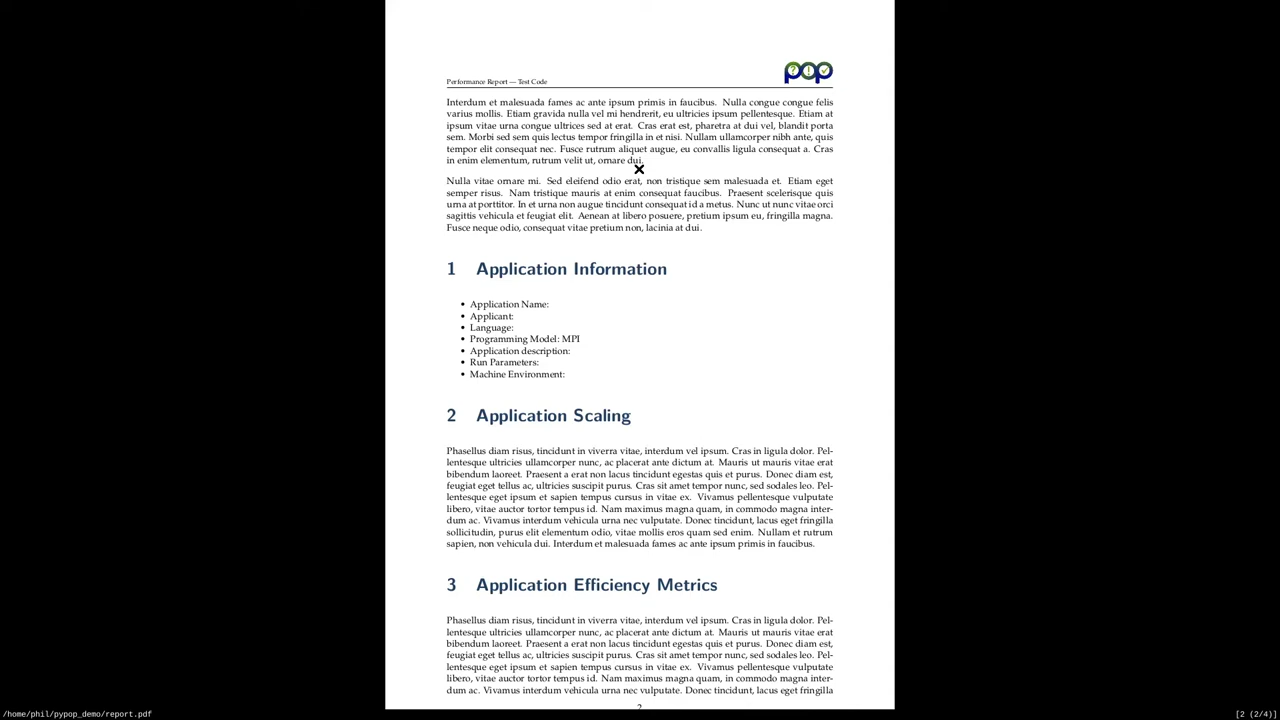 Performance Report — Test Code
pop
Interdum et malesuada fames ac ante ipsum primis in faucibus. Nulla congue congue felis
varius mollis. Etiam gravida nulla vel mi hendrerit, eu ultricies ipsum pellentesque. Etiam at
ipsum vitae urna congue ultrices sed at erat. Cras erat est, pharetra at dui vel, blandit porta
sem. Morbi sed sem quis lectus tempor fringilla in et nisi. Nullam ullamcorper nibh ante, quis
tempor elit consequat nec. Fusce rutrum aliquet augue, eu convallis ligula consequat a. Cras
in enim elementum, rutrum velit ut, ornare dui.
Nulla vitae ornare mi. Sed eleifend odio erat, non tristique sem malesuada et. Etiam eget
semper risus. Nam tristique mauris at enim consequat faucibus. Praesent scelerisque quis
urna at porttitor. In et urna non augue tincidunt consequat id a metus. Nunc ut nunc vitae orci
sagittis vehicula et feugiat elit. Aenean at libero posuere, pretium ipsum eu, fringilla magna.
Fusce neque odio, consequat vitae pretium non, lacinia at dui.
1 Application Information
• Application Name:
• Applicant:
• Language:
• Programming Model: MPI
• Application description:
• Run Parameters:
• Machine Environment:
2 Application Scaling
Phasellus diam risus, tincidunt in viverra vitae, interdum vel ipsum. Cras in ligula dolor. Pel-
lentesque ultricies ullamcorper nunc, ac placerat ante dictum at. Mauris ut mauris vitae erat
bibendum laoreet. Praesent a erat non lacus tincidunt egestas quis et purus. Donec diam est,
feugiat eget tellus ac, ultricies suscipit purus. Cras sit amet tempor nunc, sed sodales leo. Pel-
lentesque eget ipsum et sapien tempus cursus in vitae ex. Vivamus pellentesque vulputate
libero, vitae auctor tortor tempus id. Nam maximus magna quam, in commodo magna inter-
dum ac. Vivamus interdum vehicula urna nec vulputate. Donec tincidunt, lacus eget fringilla
sollicitudin, purus elit elementum odio, vitae mollis eros quam sed enim. Nullam et rutrum
sapien, non vehicula dui. Interdum et malesuada fames ac ante ipsum primis in faucibus.
3 Application Efficiency Metrics
Phasellus diam risus, tincidunt in viverra vitae, interdum vel ipsum. Cras in ligula dolor. Pel-
lentesque ultricies ullamcorper nunc, ac placerat ante dictum at. Mauris ut mauris vitae erat
bibendum laoreet. Praesent a erat non lacus tincidunt egestas quis et purus. Donec diam est,
feugiat eget tellus ac, ultricies suscipit purus. Cras sit amet tempor nunc, sed sodales leo. Pel-
lentesque eget ipsum et sapien tempus cursus in vitae ex. Vivamus pellentesque vulputate
libero, vitae auctor tortor tempus id. Nam maximus magna quam, in commodo magna inter-
dum ac. Vivamus interdum vehicula urna nec vulputate. Donec tincidunt, lacus eget fringilla
2
/home/phil/pypop_demo/report.pdf
[2 (2/4)]